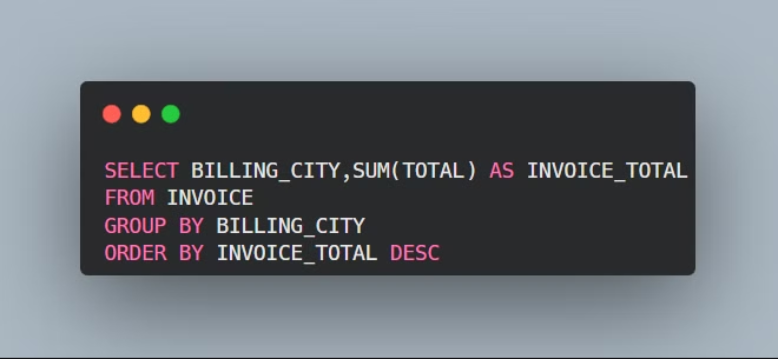 SELECT BILLING_CITY,SUM(TOTAL) AS INVOICE_TOTAL
FROM INVOICE
GROUP BY BILLING_CITY
ORDER BY INVOICE_TOTAL DESC